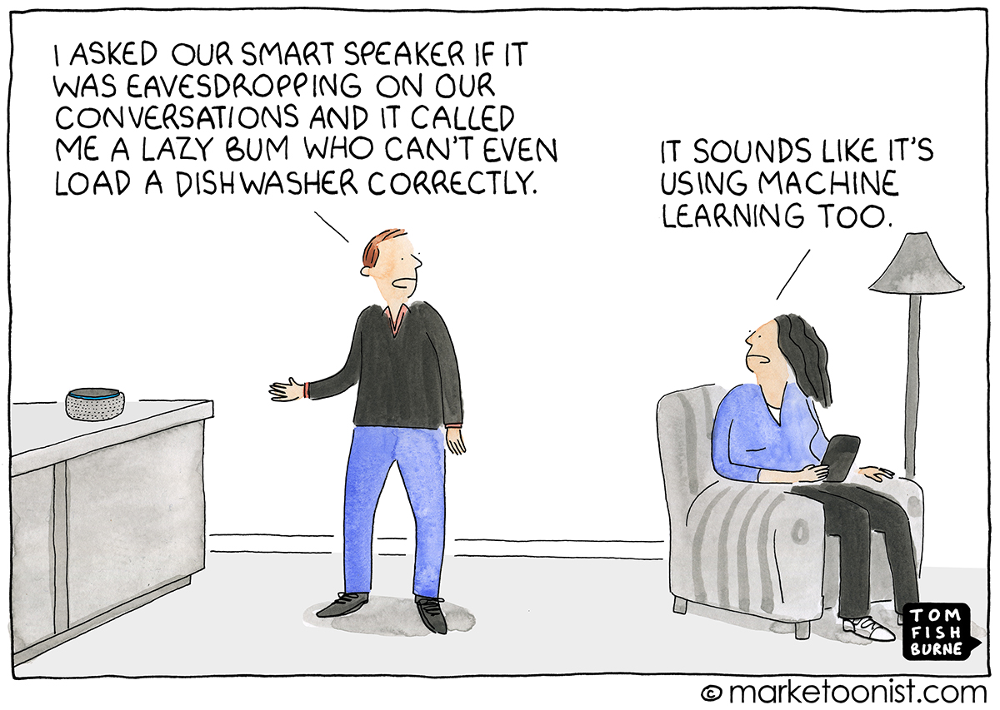 I ASKED OUR SMART SPEAKER IF IT
WAS EAVESDROPPING ON OUR
CONVERSATIONS AND IT CALLED
ME A LAZY BUM WHO CAN'T EVEN
LOAD A DISHWASHER CORRECTLY.
IT SOUNDS LIKE IT'S
USING MACHINE
LEARNING TOO.
TOM
FISH
BURNE
© marketoonist.com